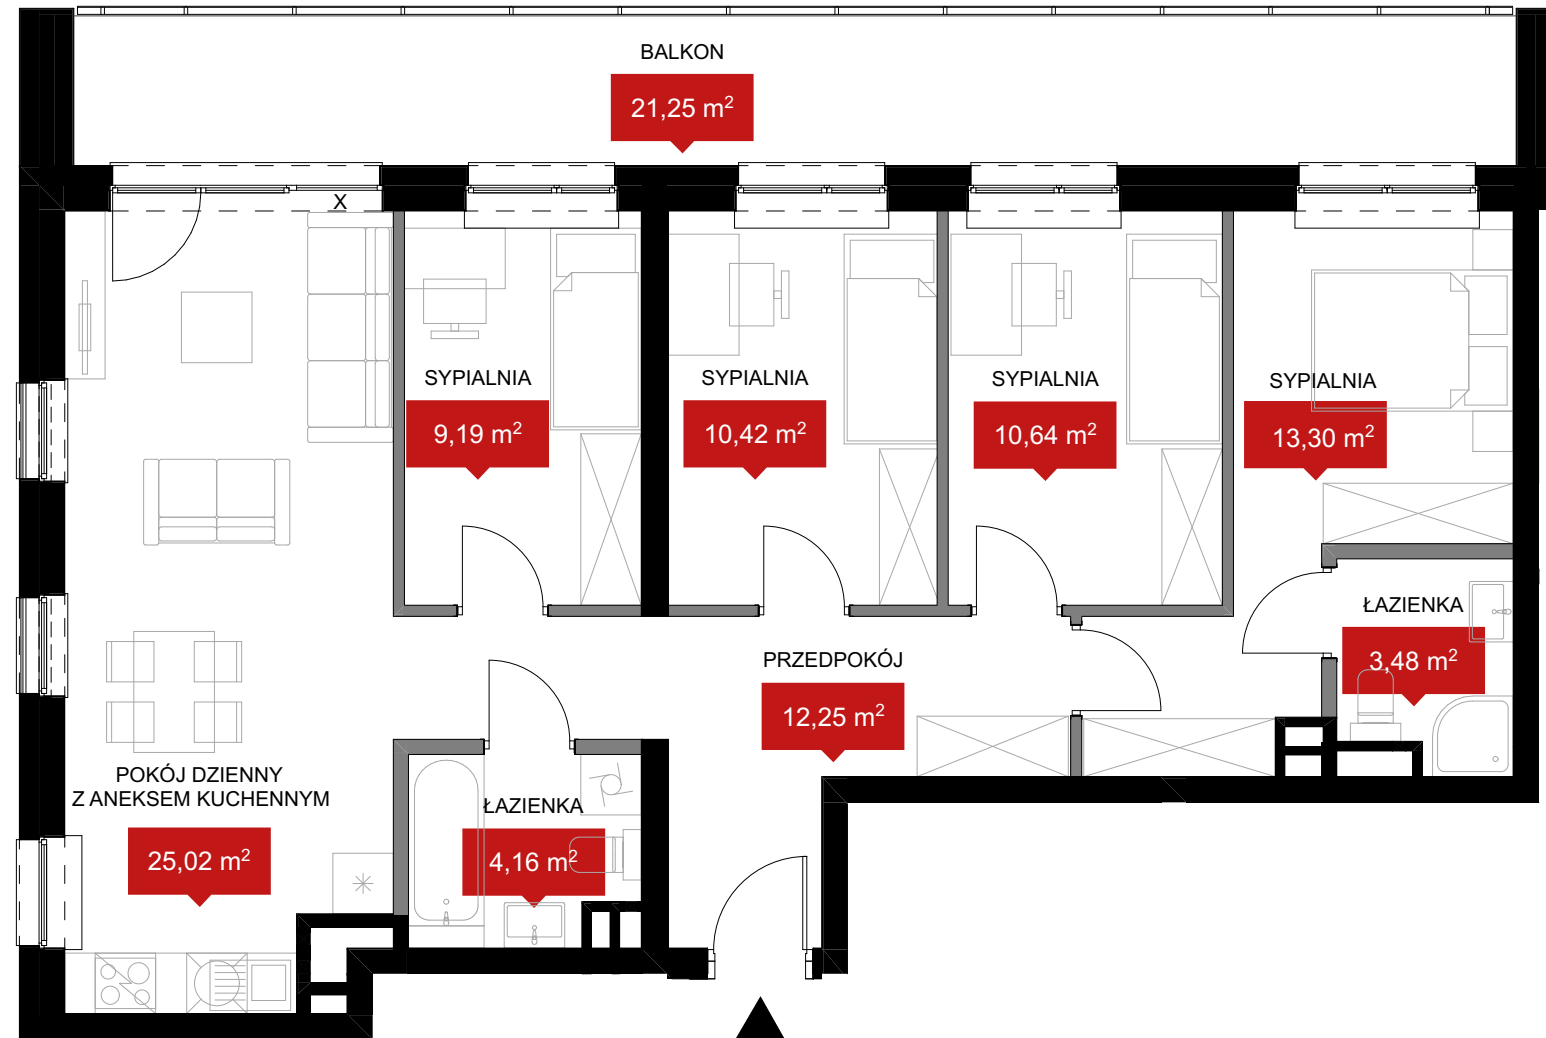 BALKON
21,25 m²
X
SYPIALNIA
9,19 m²
SYPIALNIA
10,42 m²
SYPIALNIA
10,64 m²
SYPIALNIA
13,30 m²
ŁAZIENKA
3,48 m²
PRZEDPOKÓJ
12,25 m²
POKÓJ DZIENNY
Z ANEKSEM KUCHENNYM
25,02 m²
ŁAZIENKA
4,16 m²